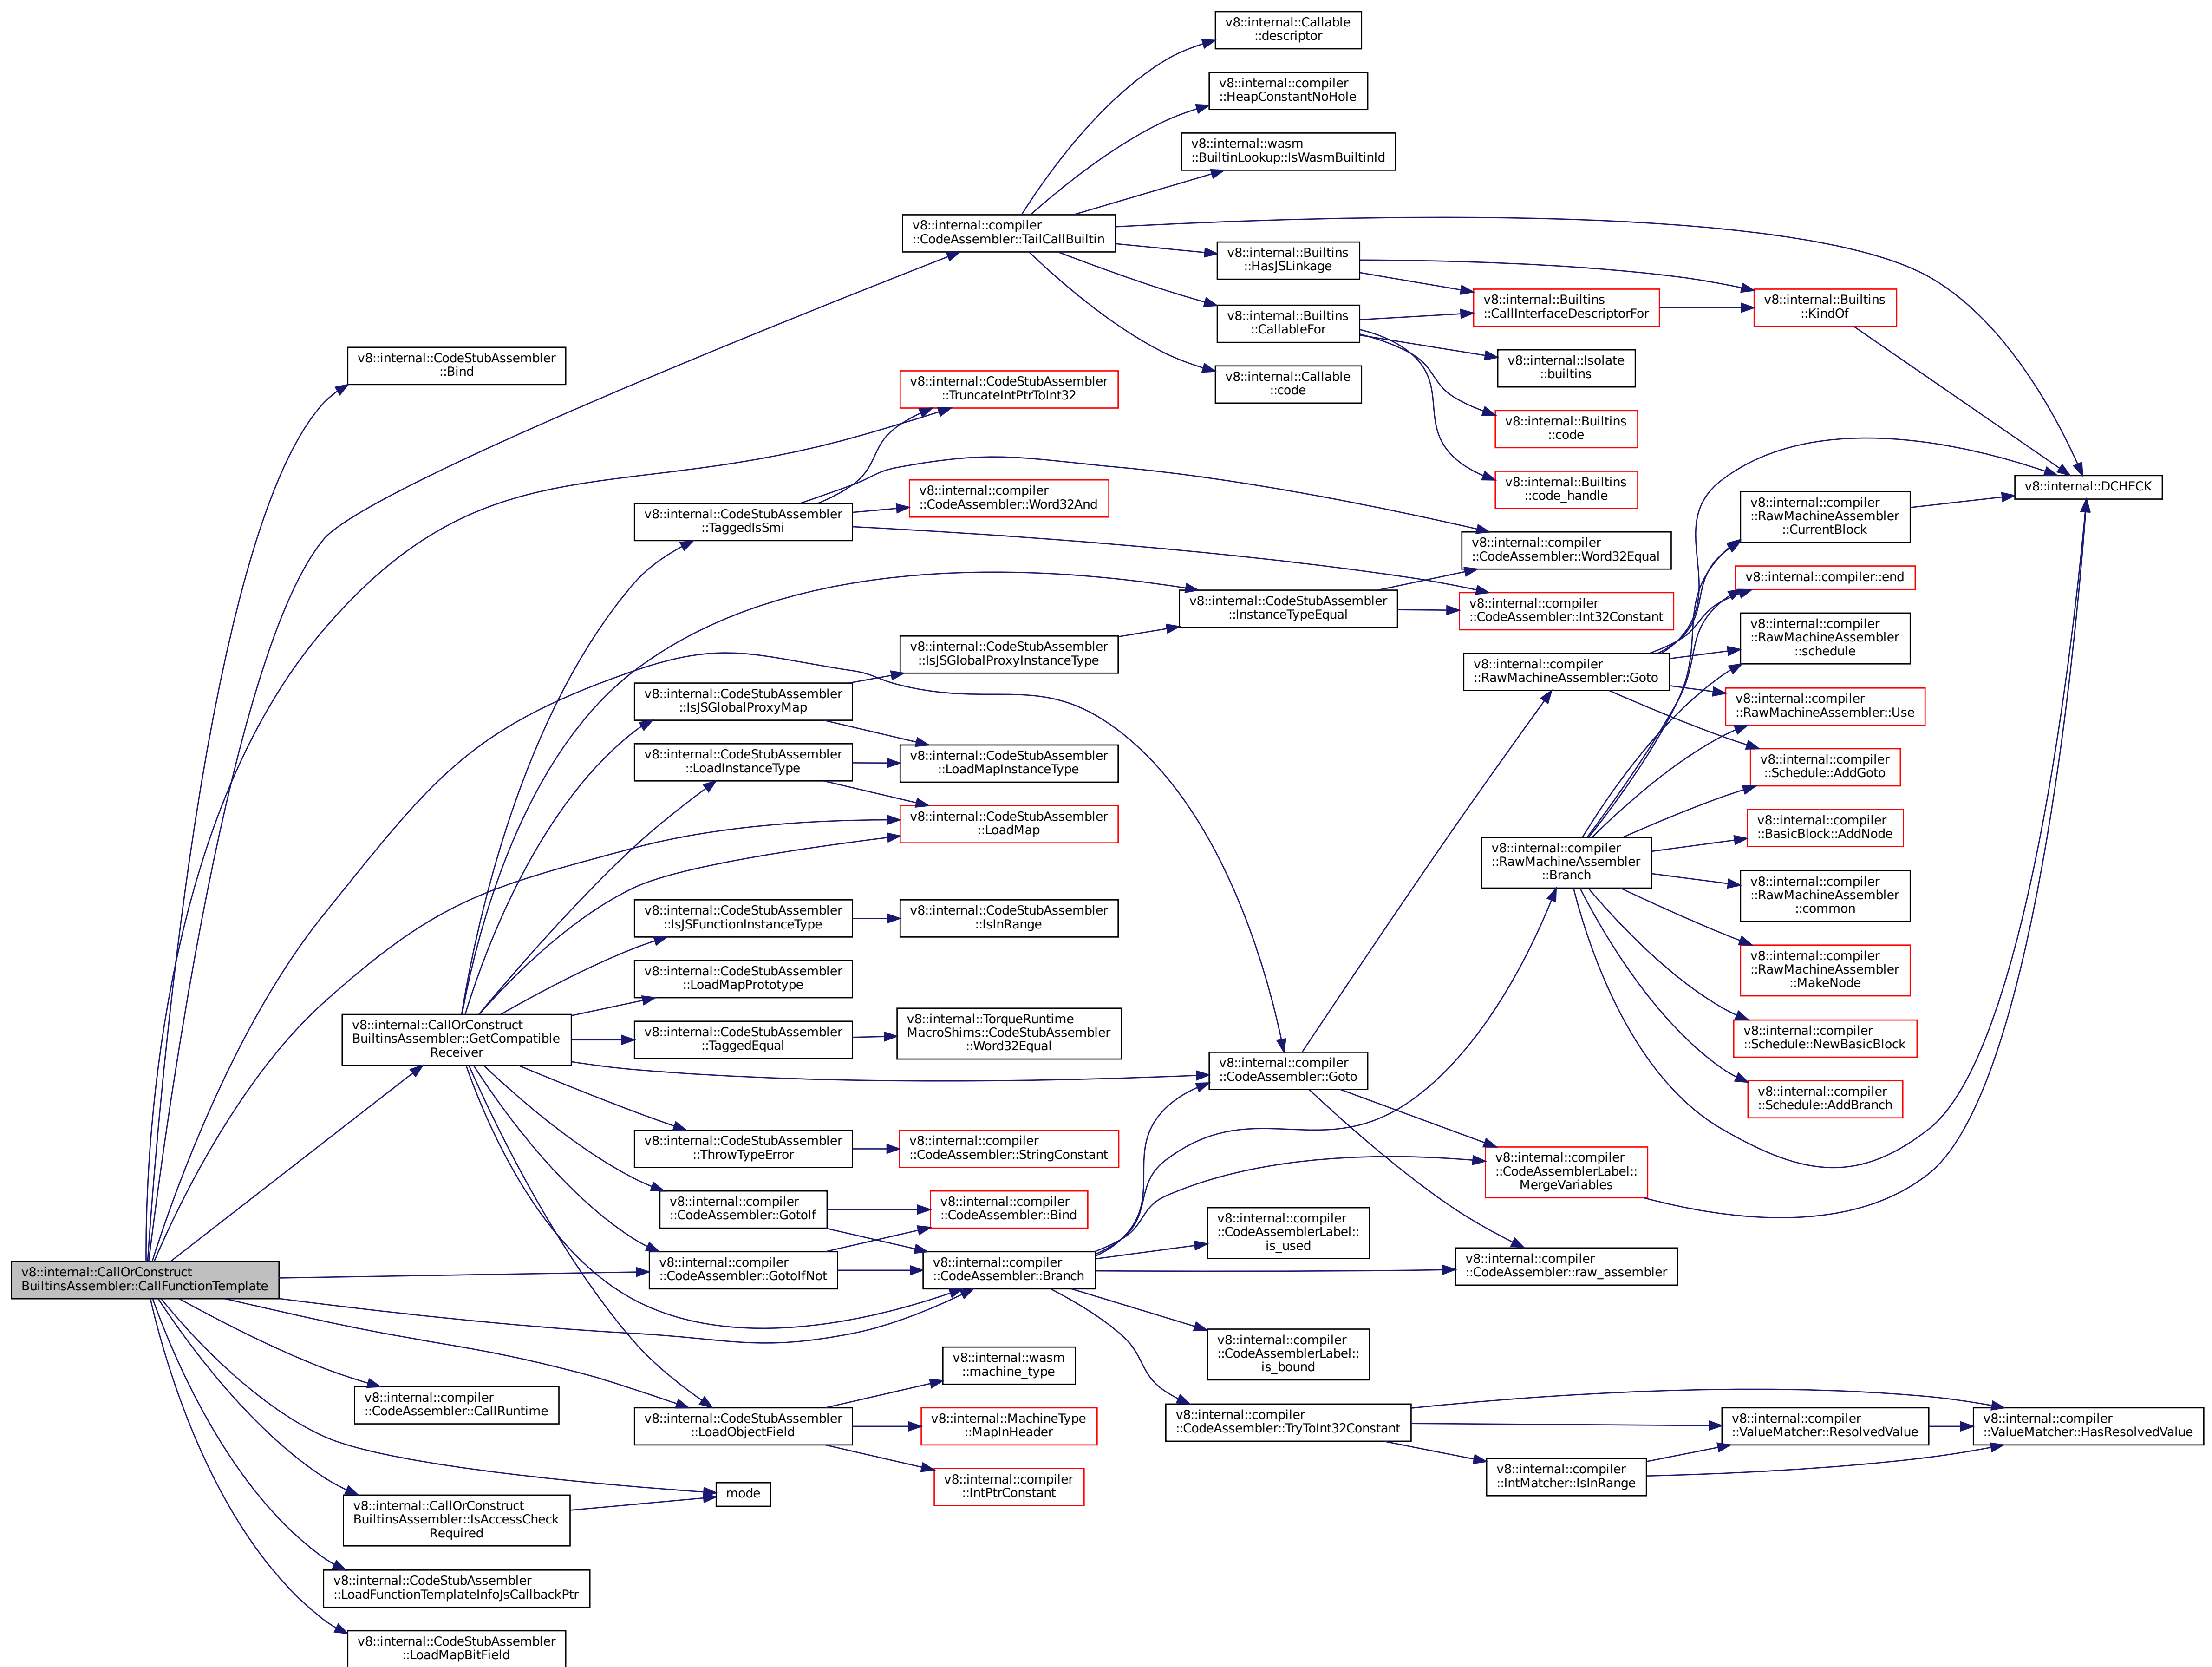 v8::internal::Callable
::descriptor
v8::internal::compiler
::HeapConstantNoHole
v8::internal::wasm
::BuiltinLookup::IsWasmBuiltinId
v8::internal::compiler
::CodeAssembler::TailCallBuiltin
v8::internal::Builtins
::HasJSLinkage
v8::internal::Builtins
::CallInterfaceDescriptorFor
v8::internal::Builtins
::KindOf
v8::internal::Builtins
::CallableFor
v8::internal::Isolate
::builtins
v8::internal::CodeStubAssembler
::Bind
v8::internal::Callable
::code
v8::internal::CodeStubAssembler
::TruncateIntPtrToInt32
v8::internal::Builtins
::code
v8::internal::Builtins
::code_handle
v8::internal::DCHECK
v8::internal::CodeStubAssembler
::TaggedIsSmi
v8::internal::compiler
::CodeAssembler::Word32And
v8::internal::compiler
::RawMachineAssembler
::CurrentBlock
v8::internal::compiler
::CodeAssembler::Word32Equal
v8::internal::compiler::end
v8::internal::CodeStubAssembler
::InstanceTypeEqual
v8::internal::compiler
::CodeAssembler::Int32Constant
v8::internal::compiler
::RawMachineAssembler
::schedule
v8::internal::CodeStubAssembler
::IsJSGlobalProxyInstanceType
v8::internal::compiler
::RawMachineAssembler::Goto
v8::internal::CodeStubAssembler
::IsJSGlobalProxyMap
v8::internal::compiler
::RawMachineAssembler::Use
v8::internal::CodeStubAssembler
::LoadInstanceType
v8::internal::CodeStubAssembler
::LoadMapInstanceType
v8::internal::compiler
::Schedule::AddGoto
v8::internal::CodeStubAssembler
::LoadMap
v8::internal::compiler
::BasicBlock::AddNode
v8::internal::compiler
::RawMachineAssembler
::Branch
v8::internal::compiler
::RawMachineAssembler
::common
v8::internal::CodeStubAssembler
::IsJSFunctionInstanceType
v8::internal::CodeStubAssembler
::IsInRange
v8::internal::compiler
::RawMachineAssembler
::MakeNode
v8::internal::CodeStubAssembler
::LoadMapPrototype
v8::internal::CallOrConstruct
BuiltinsAssembler::GetCompatible
Receiver
v8::internal::CodeStubAssembler
::TaggedEqual
v8::internal::TorqueRuntime
MacroShims::CodeStubAssembler
::Word32Equal
v8::internal::compiler
::Schedule::NewBasicBlock
v8::internal::compiler
::CodeAssembler::Goto
v8::internal::compiler
::Schedule::AddBranch
v8::internal::CodeStubAssembler
::ThrowTypeError
v8::internal::compiler
::CodeAssembler::StringConstant
v8::internal::compiler
::CodeAssemblerLabel::
MergeVariables
v8::internal::compiler
::CodeAssembler::GotoIf
v8::internal::compiler
::CodeAssembler::Bind
v8::internal::compiler
::CodeAssemblerLabel::
is_used
v8::internal::CallOrConstruct
BuiltinsAssembler::CallFunctionTemplate
v8::internal::compiler
::CodeAssembler::GotoIfNot
v8::internal::compiler
::CodeAssembler::Branch
v8::internal::compiler
::CodeAssembler::raw_assembler
v8::internal::compiler
::CodeAssemblerLabel::
is_bound
v8::internal::compiler
::CodeAssembler::CallRuntime
v8::internal::wasm
::machine_type
v8::internal::CodeStubAssembler
::LoadObjectField
v8::internal::MachineType
::MapInHeader
v8::internal::compiler
::CodeAssembler::TryToInt32Constant
v8::internal::compiler
::ValueMatcher::ResolvedValue
v8::internal::compiler
::ValueMatcher::HasResolvedValue
v8::internal::compiler
::IntPtrConstant
v8::internal::compiler
::IntMatcher::IsInRange
mode
v8::internal::CallOrConstruct
BuiltinsAssembler::IsAccessCheck
Required
v8::internal::CodeStubAssembler
::LoadFunctionTemplateInfoJsCallbackPtr
v8::internal::CodeStubAssembler
::LoadMapBitField